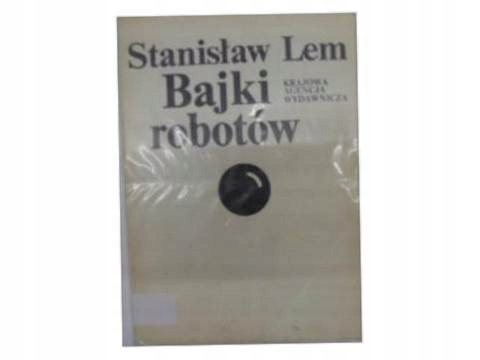 Stanisław Lem
Bajki
robotów
KRAJOWA
AGENCJA
WYDAWNICZA